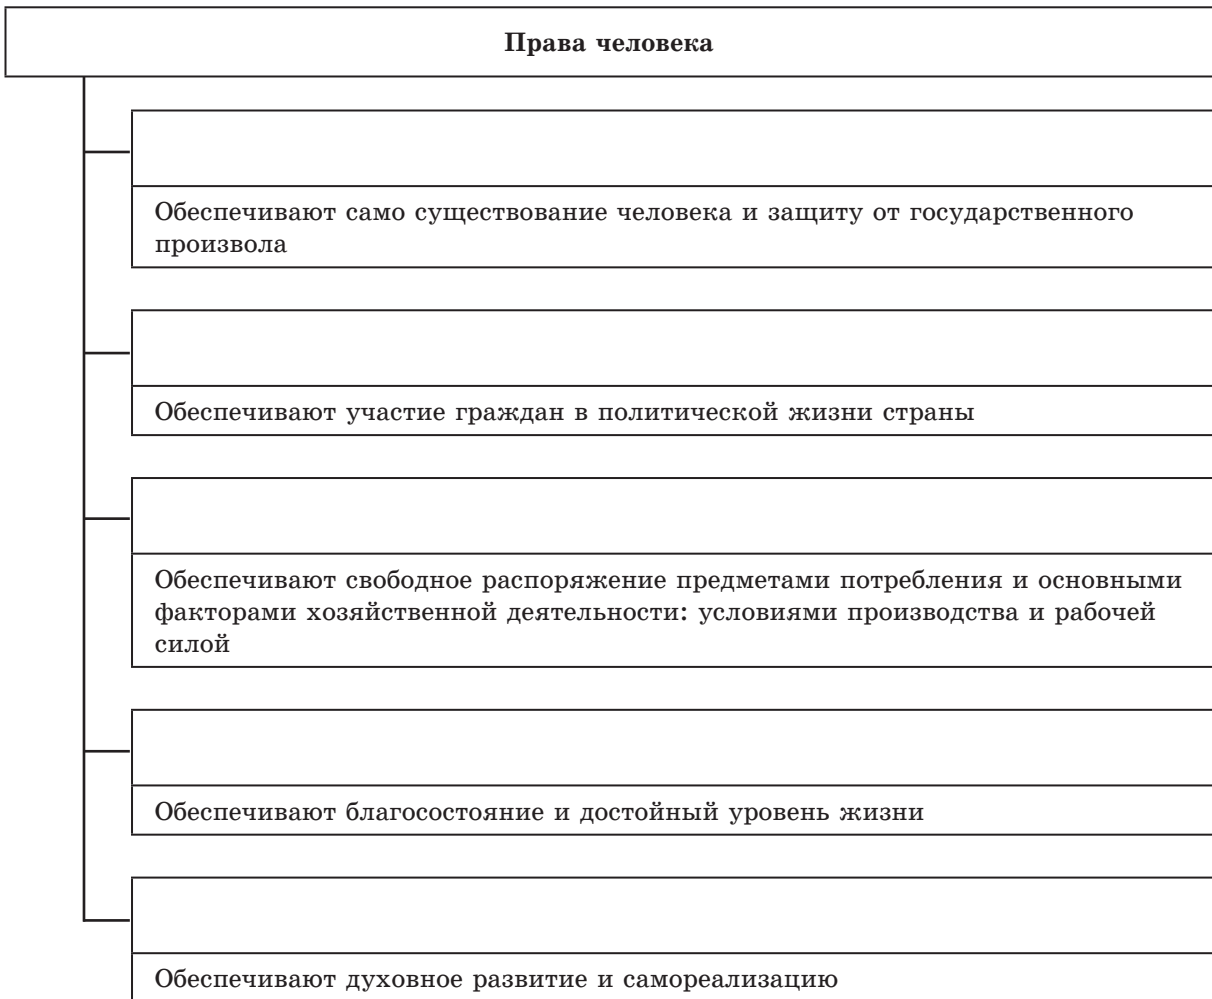 Права человека
Обеспечивают само существование человека и защиту от государственного
произвола
Обеспечивают участие граждан в политической жизни страны
Обеспечивают свободное распоряжение предметами потребления и основными
факторами хозяйственной деятельности: условиями производства и рабочей
силой
Обеспечивают благосостояние и достойный уровень жизни
Обеспечивают духовное развитие и самореализацию